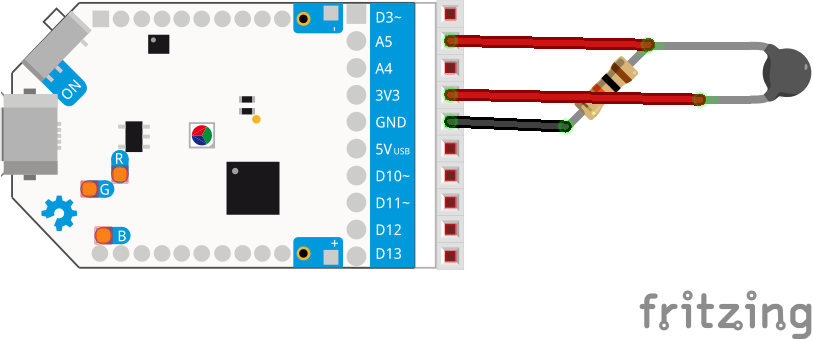 D3~
A5
A4
3V3
GND
5V USB
D10~
D11~
D12
D13
ON
R
G
B
-
+
fritzing